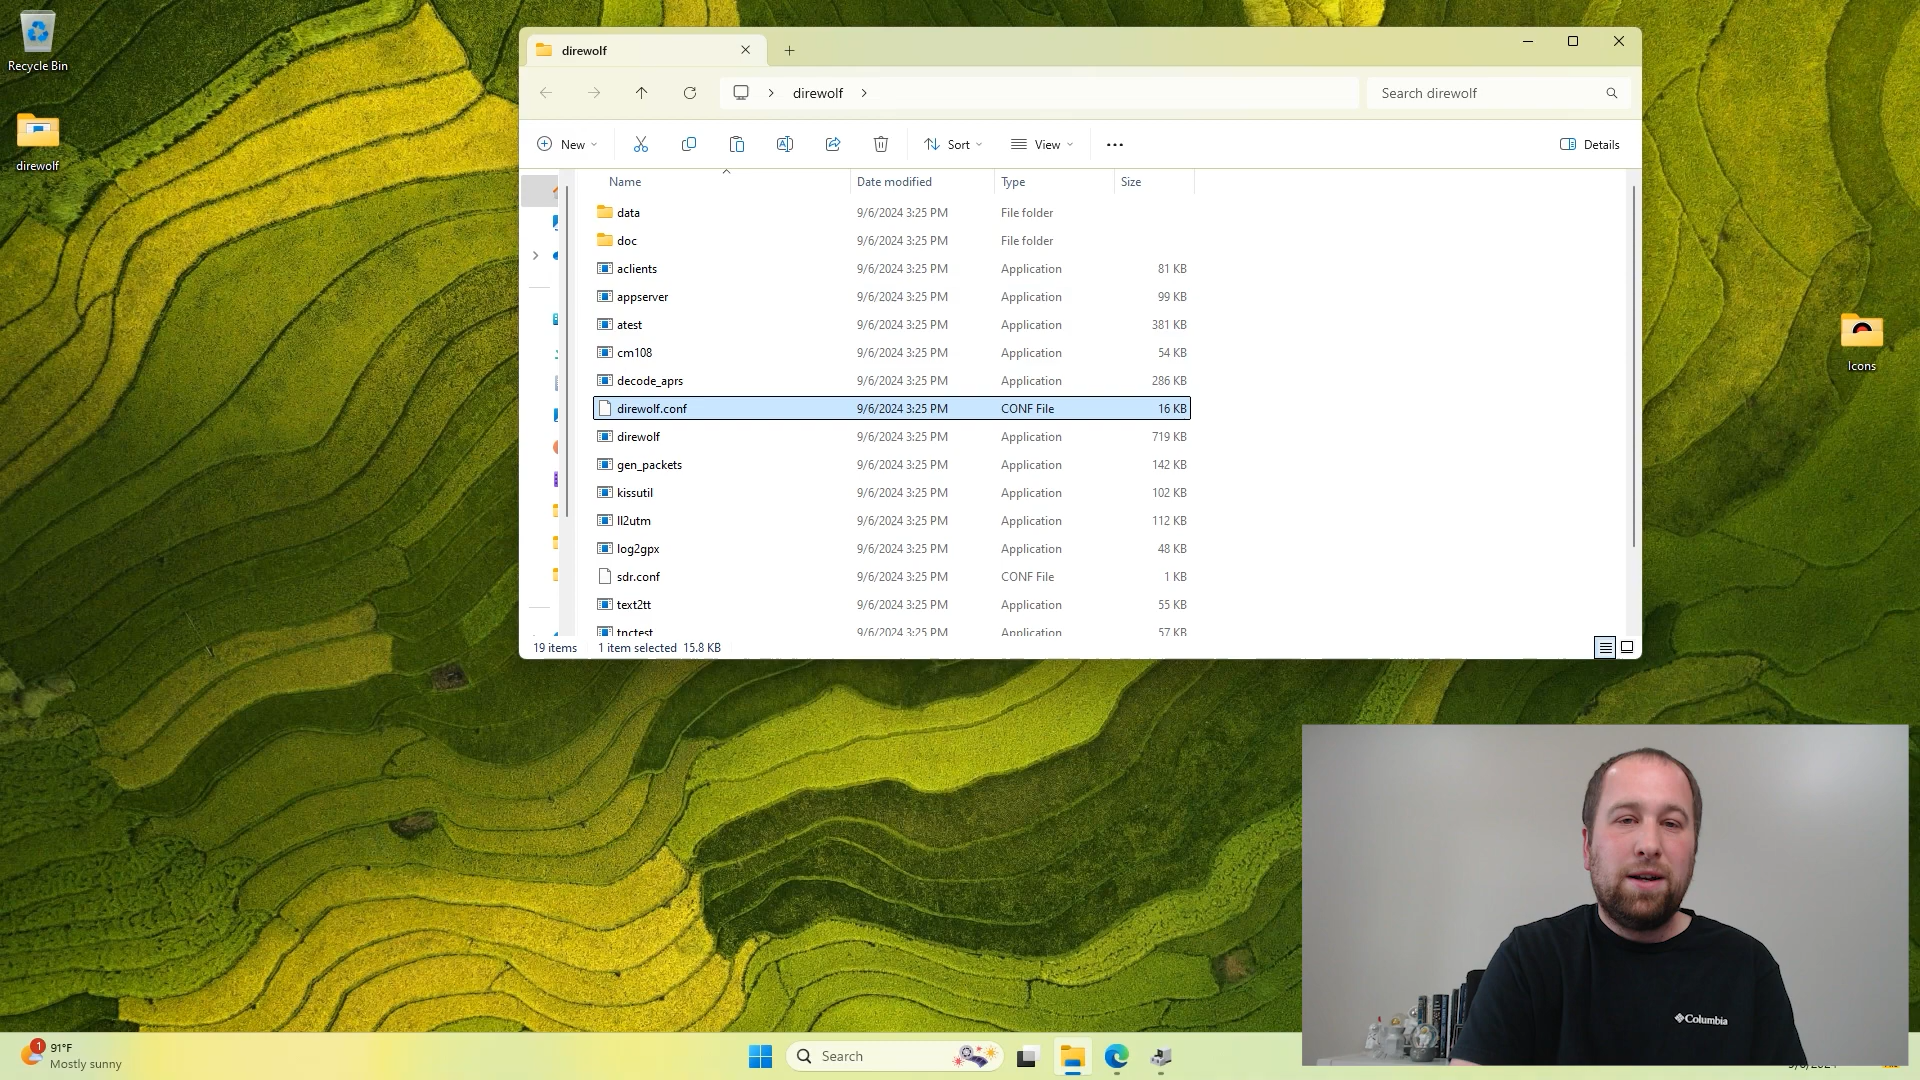 Recycle Bin
direwolf
direwolf
direwolf
Search direwolf
New
Sort
View
Details
Name Date modified Type Size
data 9/6/2024 3:25 PM File folder
doc 9/6/2024 3:25 PM File folder
aclients 9/6/2024 3:25 PM Application 81 KB
appserver 9/6/2024 3:25 PM Application 99 KB
atest 9/6/2024 3:25 PM Application 381 KB
cm108 9/6/2024 3:25 PM Application 54 KB
decode_aprs 9/6/2024 3:25 PM Application 286 KB
direwolf.conf 9/6/2024 3:25 PM CONF File 16 KB
direwolf 9/6/2024 3:25 PM Application 719 KB
gen_packets 9/6/2024 3:25 PM Application 142 KB
kissutil 9/6/2024 3:25 PM Application 102 KB
ll2utm 9/6/2024 3:25 PM Application 112 KB
log2gpx 9/6/2024 3:25 PM Application 48 KB
sdr.conf 9/6/2024 3:25 PM CONF File 1 KB
text2tt 9/6/2024 3:25 PM Application 55 KB
tnctest 9/6/2024 3:25 PM Application 57 KB
19 items 1 item selected 15.8 KB
Icons
Columbia
1
91°F
Mostly sunny
Search